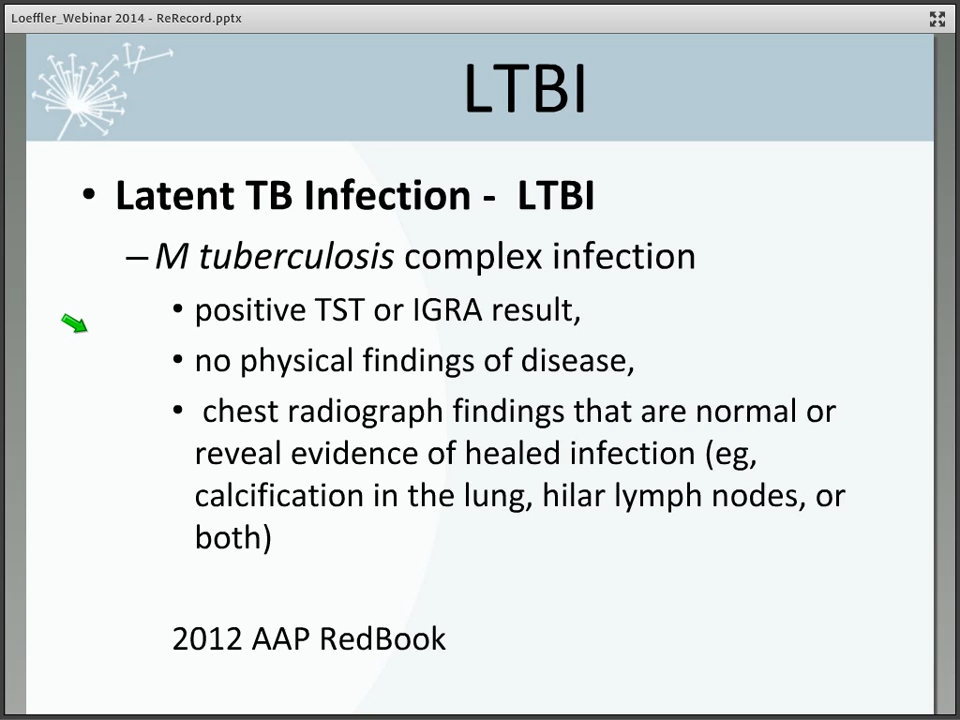 Loeffler_Webinar 2014 - ReRecord.pptx
LTBI
• Latent TB Infection -  LTBI
– M tuberculosis complex infection
• positive TST or IGRA result,
• no physical findings of disease,
• chest radiograph findings that are normal or
reveal evidence of healed infection (eg,
calcification in the lung, hilar lymph nodes, or
both)
2012 AAP RedBook